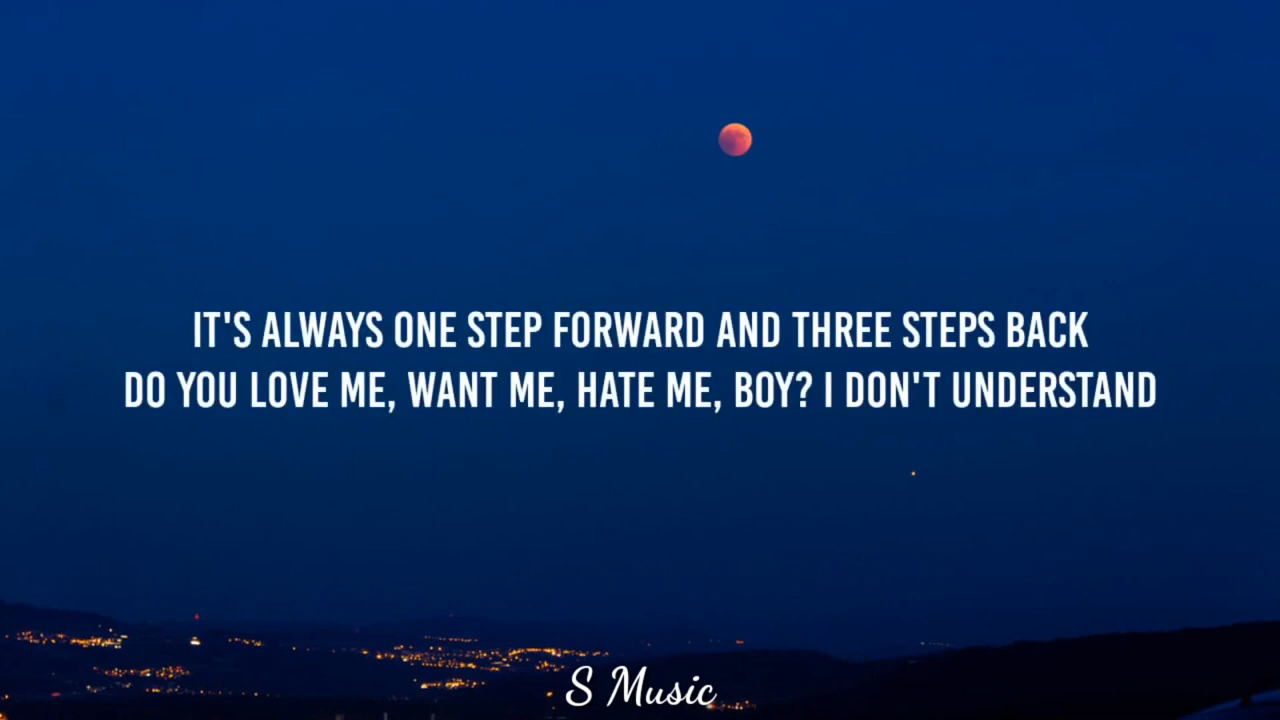 IT'S ALWAYS ONE STEP FORWARD AND THREE STEPS BACK
DO YOU LOVE ME, WANT ME, HATE ME, BOY? I DON'T UNDERSTAND
S Music